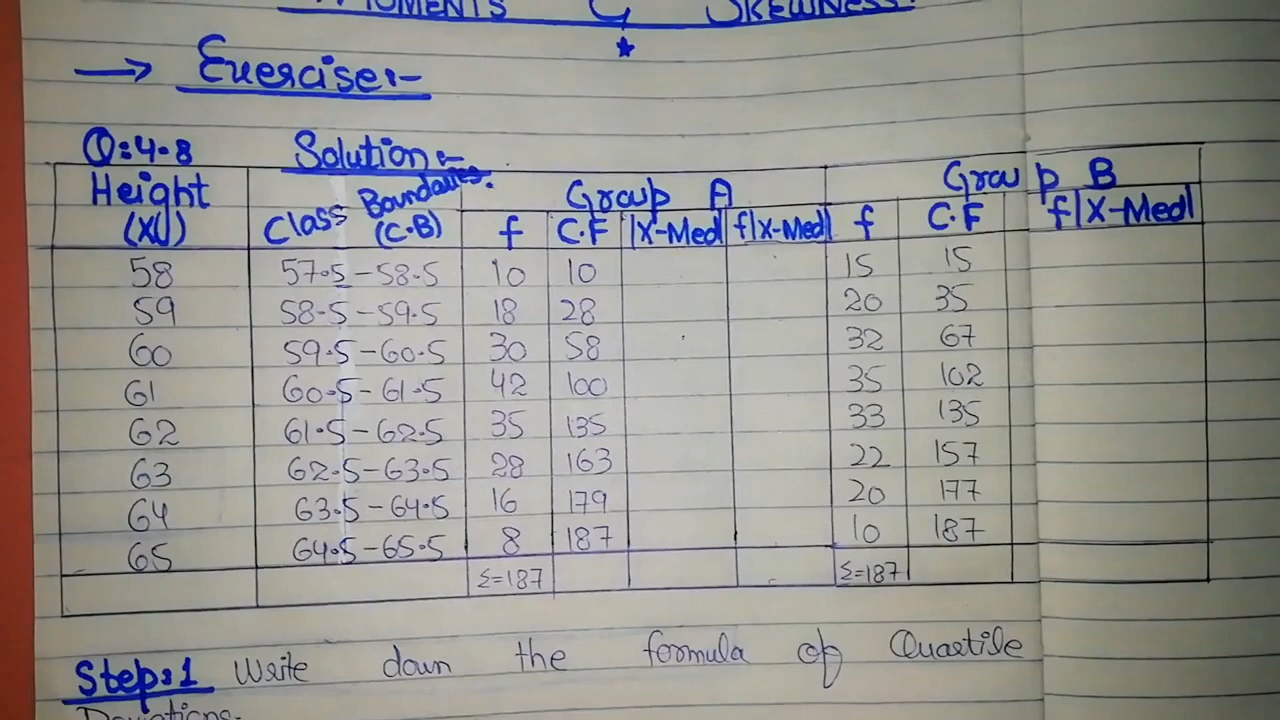 MOMENTS & SKEWNESS.
→ Exercise:-
Q:4.8 Solution:-
Height (X) Class Boundaries. (C.B) Group A Group B
f C.F |X-Med| f|X-Med| f C.F f|X-Med|
58 57.5-58.5 10 10 15 15
59 58.5-59.5 18 28 20 35
60 59.5-60.5 30 58 32 67
61 60.5-61.5 42 100 35 102
62 61.5-62.5 35 135 33 135
63 62.5-63.5 28 163 22 157
64 63.5-64.5 16 179 20 177
65 64.5-65.5 8 187 10 187
Σ=187 Σ=187
Step:1 Write down the formula of Quartile
Deviations.